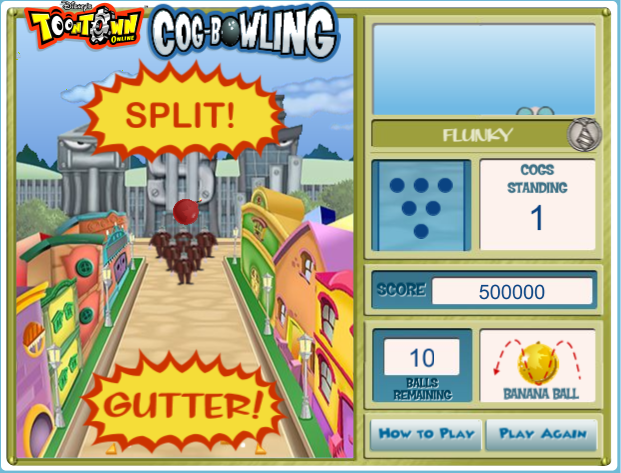 Disney's
TOONTOWN
ONLINE
COG-BOWLING
SPLIT!
GUTTER!
FLUNKY
COGS
STANDING
1
SCORE 500000
10
BALLS
REMAINING
BANANA BALL
HOW TO PLAY
PLAY AGAIN